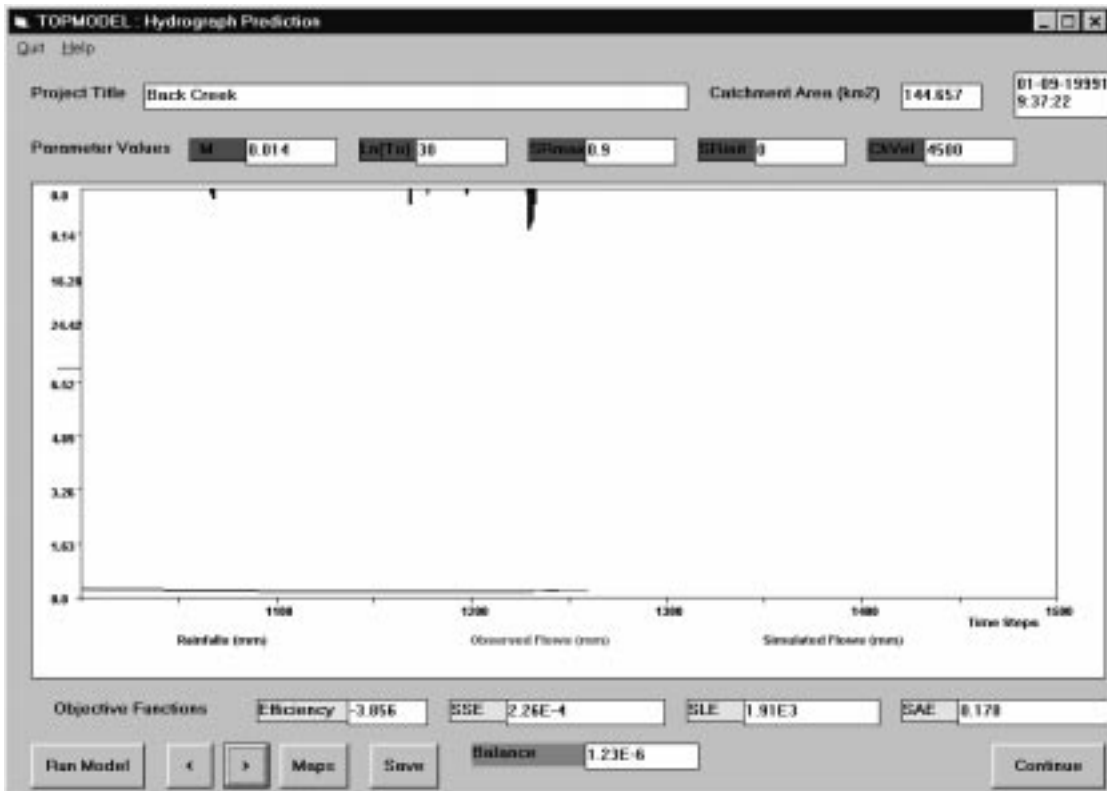 TOPMODEL : Hydrograph Prediction
Quit Help
Project Title Back Creek Catchment Area (km2) 144.657 01-09-19991
9:37:22
Parameter Values M 0.014 Ln(To) 30 SRmax 0.9 SRinit 0 ChVel 4500
0.0
8.14
16.28
24.42
6.52
4.89
3.26
1.63
0.0
1100 1200 1300 1400 1500
Time Steps
Rainfalls (mm) Observed Flows (mm) Simulated Flows (mm)
Objective Functions Efficiency -3.856 SSE 2.26E-4 SLE 1.91E3 SAE 0.170
Run Model < > Maps Save Balance 1.23E-6 Continue